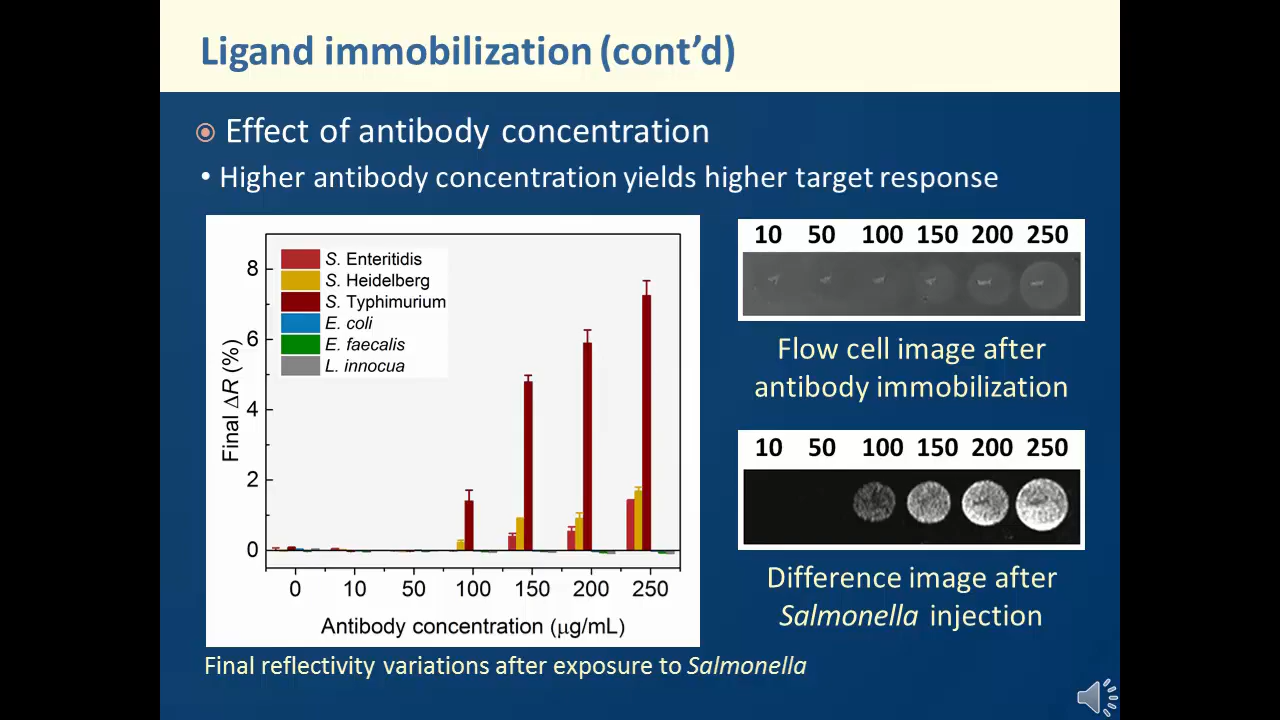 Ligand immobilization (cont’d)
Effect of antibody concentration
• Higher antibody concentration yields higher target response
S. Enteritidis
S. Heidelberg
S. Typhimurium
E. coli
E. faecalis
L. innocua
Final ΔR (%)
8
6
4
2
0
0 10 50 100 150 200 250
Antibody concentration (μg/mL)
Final reflectivity variations after exposure to Salmonella
10 50 100 150 200 250
Flow cell image after
antibody immobilization
10 50 100 150 200 250
Difference image after
Salmonella injection